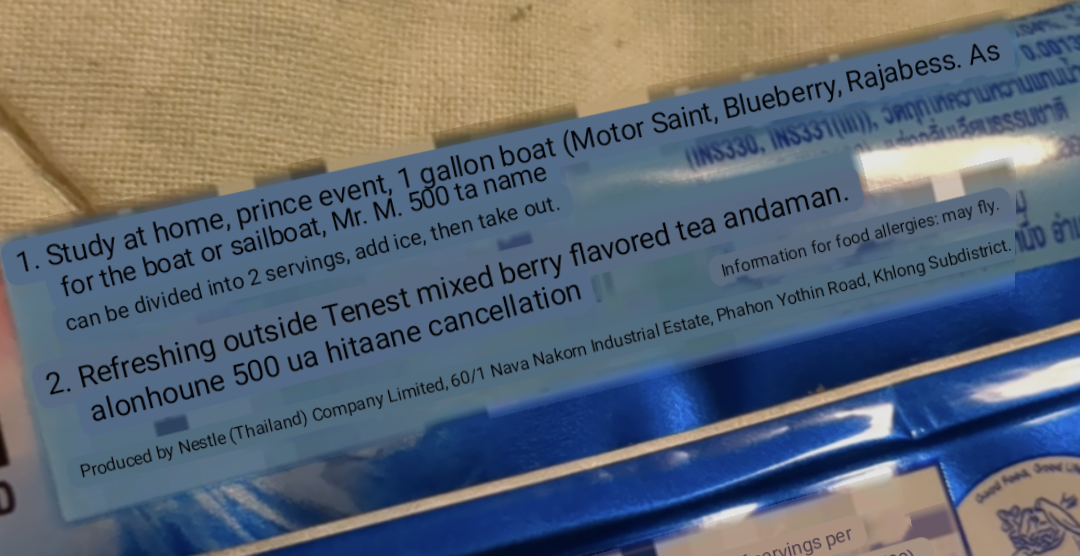 1. Study at home, prince event, 1 gallon boat (Motor Saint, Blueberry, Rajabess. As
for the boat or sailboat, Mr. M. 500 ta name
can be divided into 2 servings, add ice, then take out.
(INS330, INS331(iii)),
2. Refreshing outside Tenest mixed berry flavored tea andaman.
alonhoune 500 ua hitaane cancellation
Information for food allergies: may fly.
Produced by Nestle (Thailand) Company Limited, 60/1 Nava Nakorn Industrial Estate, Phahon Yothin Road, Khlong Subdistrict.
Good Food, Good
servings per